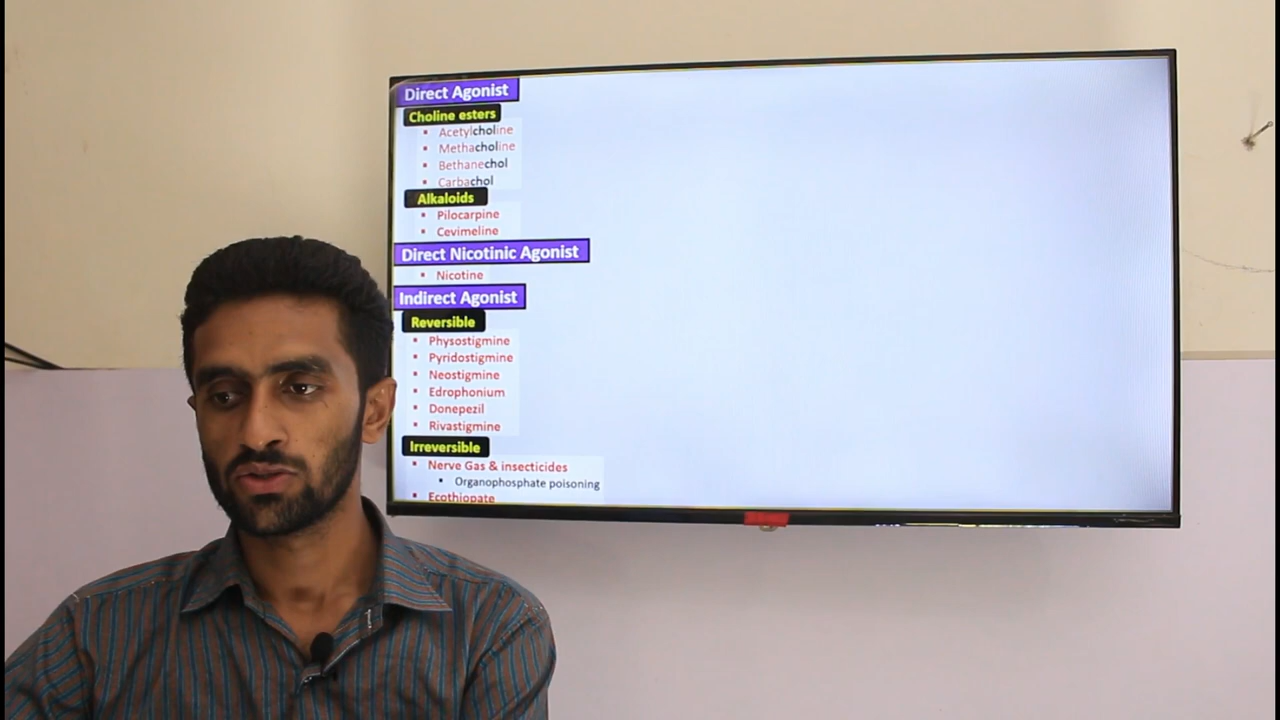 Direct Agonist
Choline esters
Acetylcholine
Methacholine
Bethanechol
Carbachol
Alkaloids
Pilocarpine
Cevimeline
Direct Nicotinic Agonist
Nicotine
Indirect Agonist
Reversible
Physostigmine
Pyridostigmine
Neostigmine
Edrophonium
Donepezil
Rivastigmine
Irreversible
Nerve Gas & insecticides
Organophosphate poisoning
Ecothiopate